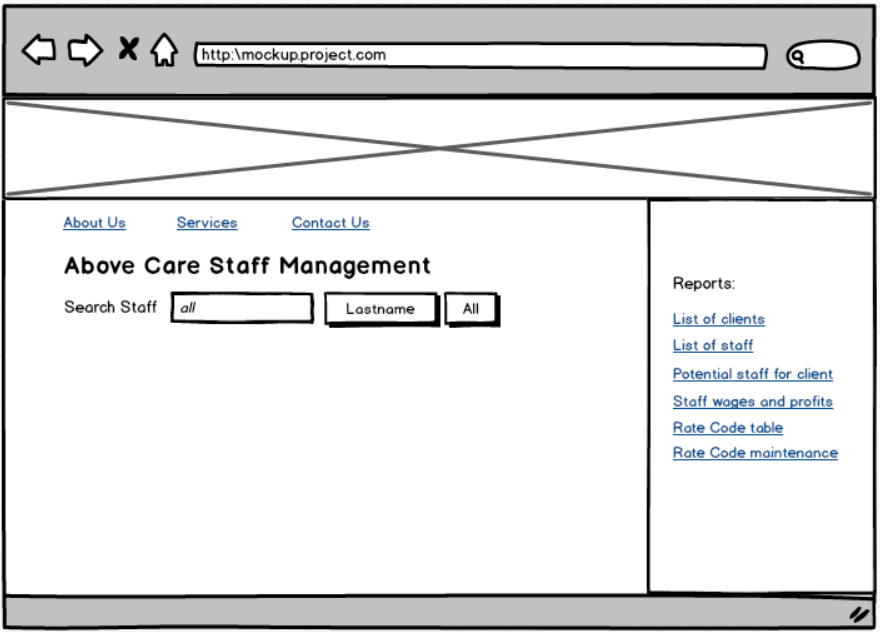 http:\mockup.project.com
About Us Services Contact Us
Above Care Staff Management
Search Staff all Lastname All
Reports:
List of clients
List of staff
Potential staff for client
Staff wages and profits
Rate Code table
Rate Code maintenance